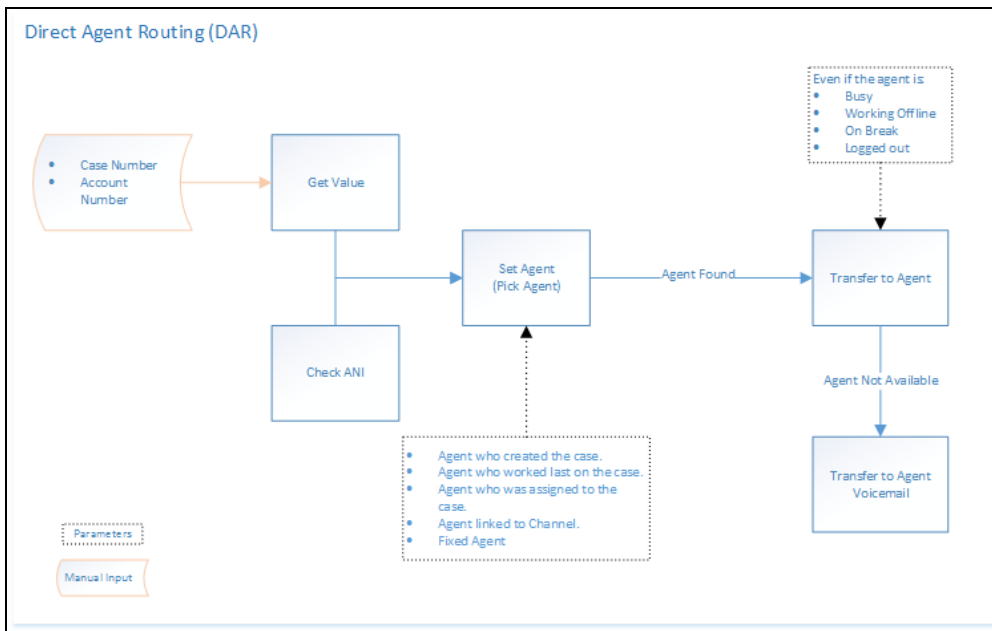 Direct Agent Routing (DAR)
Even if the agent is:
• Busy
• Working Offline
• On Break
• Logged out
• Case Number
• Account
Number
Get Value
Set Agent
(Pick Agent)
Agent Found
Transfer to Agent
Check ANI
Agent Not Available
• Agent who created the case.
• Agent who worked last on the case.
• Agent who was assigned to the
case.
• Agent linked to Channel.
• Fixed Agent
Transfer to Agent
Voicemail
Parameters
Manual Input